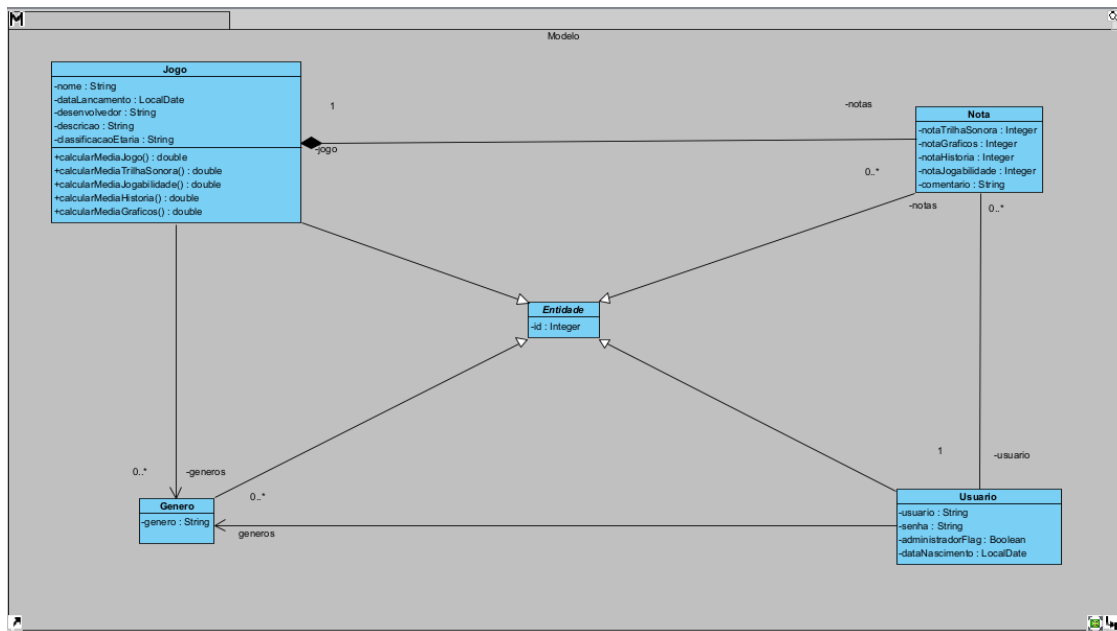 Modelo
Jogo
-nome : String
-dataLancamento : LocalDate
-desenvolvedor : String
-descricao : String
-classificacaoEtaria : String
+calcularMediaJogo() : double
+calcularMediaTrilhaSonora() : double
+calcularMediaJogabilidade() : double
+calcularMediaHistoria() : double
+calcularMediaGraficos() : double
1
-jogo
-notas
0..*
Nota
-notaTrilhaSonora : Integer
-notaGraficos : Integer
-notaHistoria : Integer
-notaJogabilidade : Integer
-comentario : String
-notas
0..*
Entidade
-id : Integer
0..*
-generos
Genero
-genero : String
0..*
generos
1
-usuario
Usuario
-usuario : String
-senha : String
-administradorFlag : Boolean
-dataNascimento : LocalDate